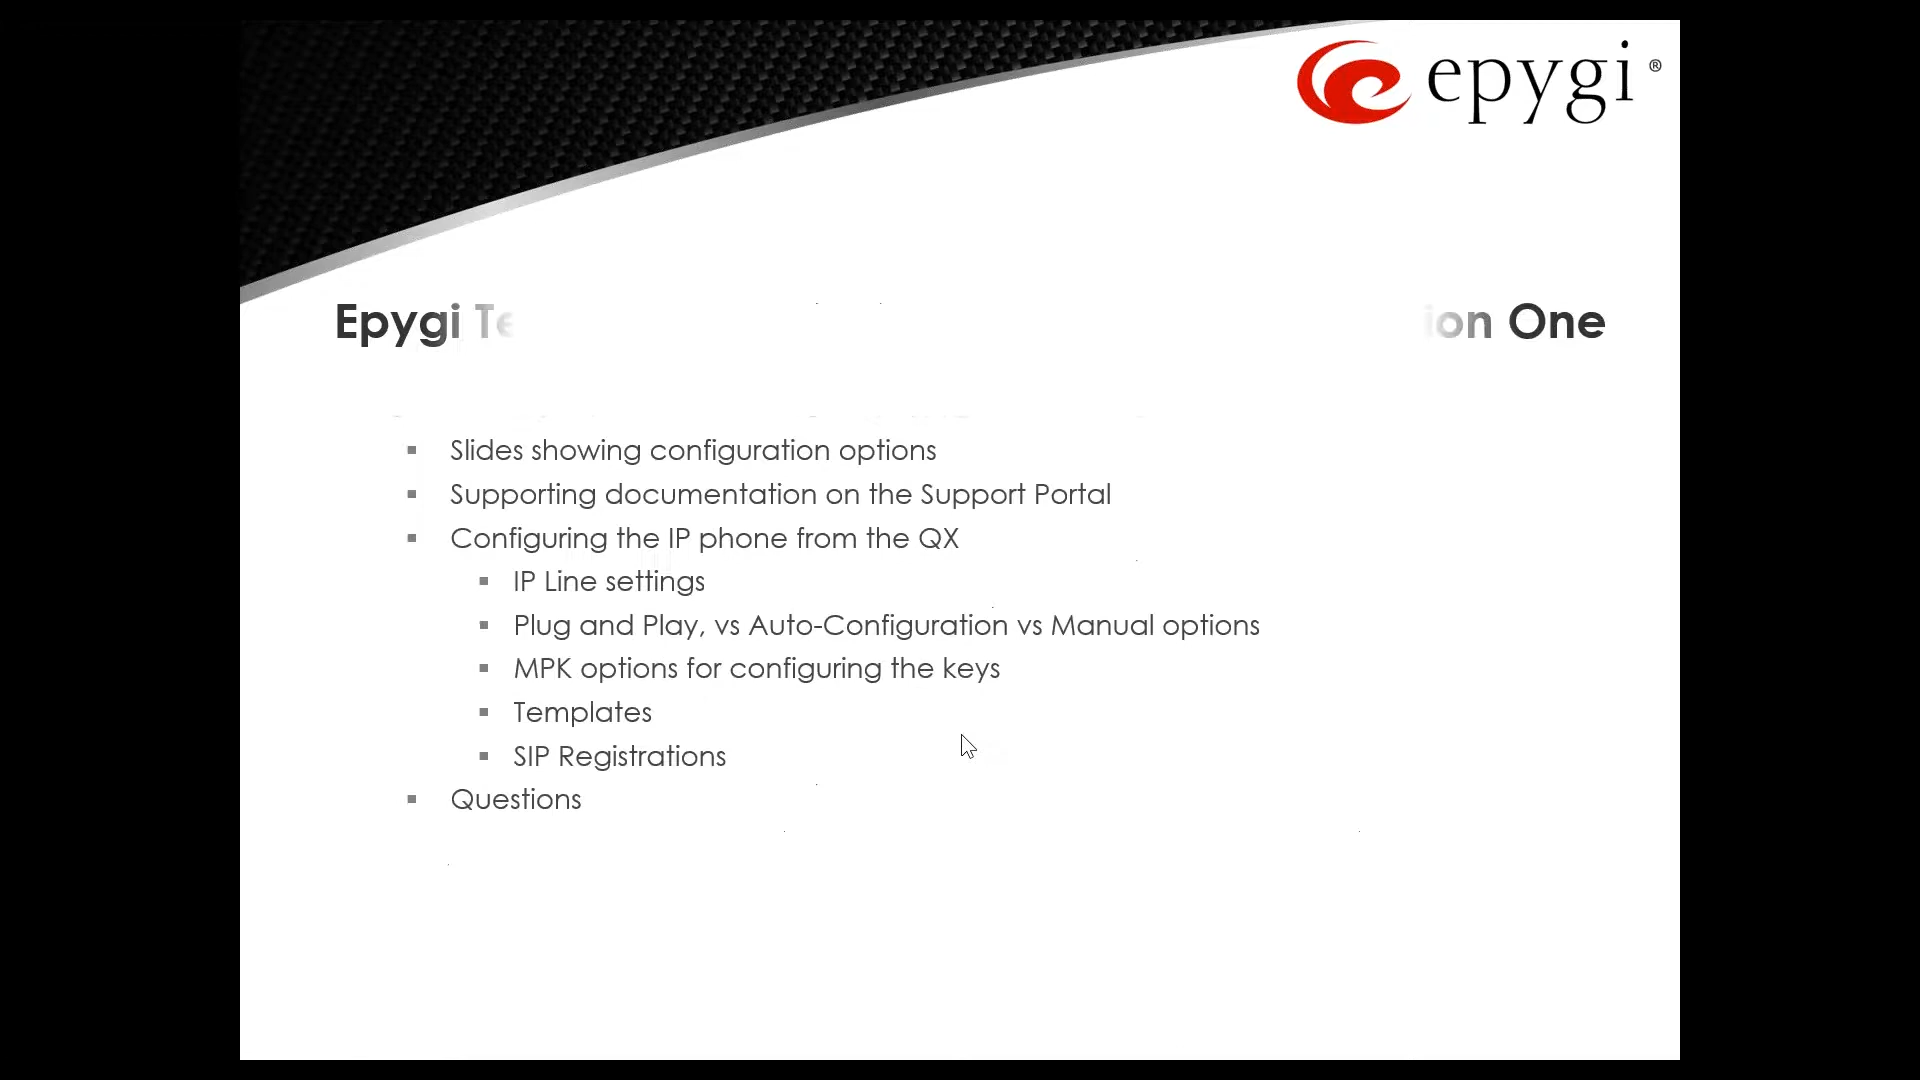 epygi ®
Epygi Te ion One
Slides showing configuration options
Supporting documentation on the Support Portal
Configuring the IP phone from the QX
IP Line settings
Plug and Play, vs Auto-Configuration vs Manual options
MPK options for configuring the keys
Templates
SIP Registrations
Questions